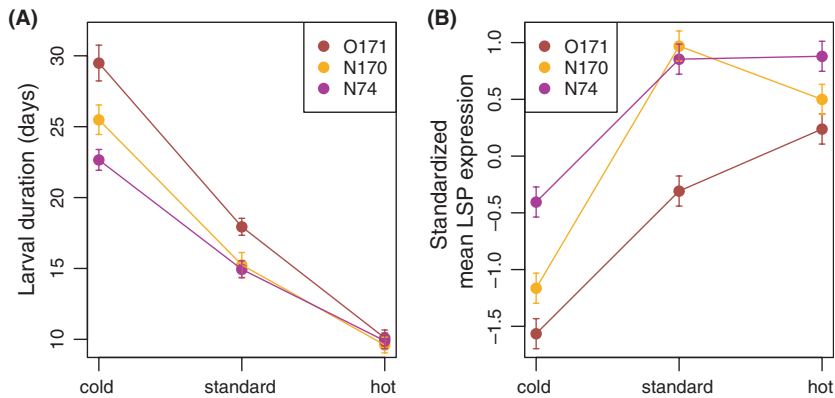 (A)
O171
N170
N74
Larval duration (days)
30
25
20
15
10
cold
standard
hot
(B)
O171
N170
N74
Standardized
mean LSP expression
1.0
0.5
0.0
−0.5
−1.0
−1.5
cold
standard
hot